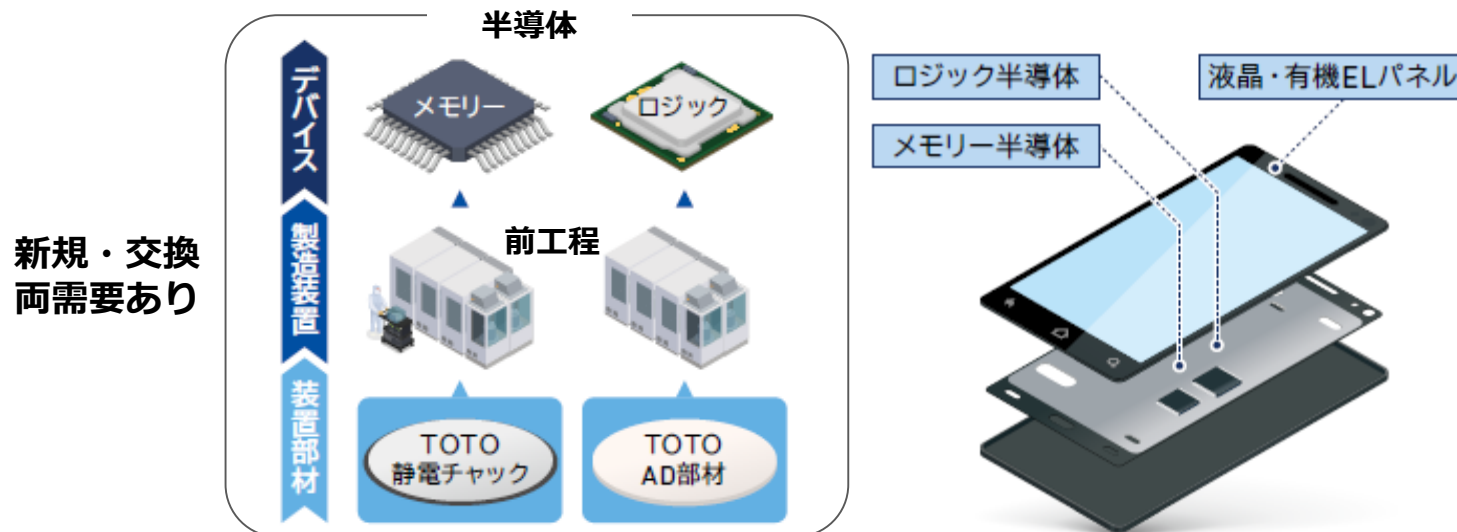 新規・交換
両需要あり
半導体
デバイス
メモリー
ロジック
製造装置
前工程
装置部材
TOTO
静電チャック
TOTO
AD部材
ロジック半導体
液晶・有機ELパネル
メモリー半導体